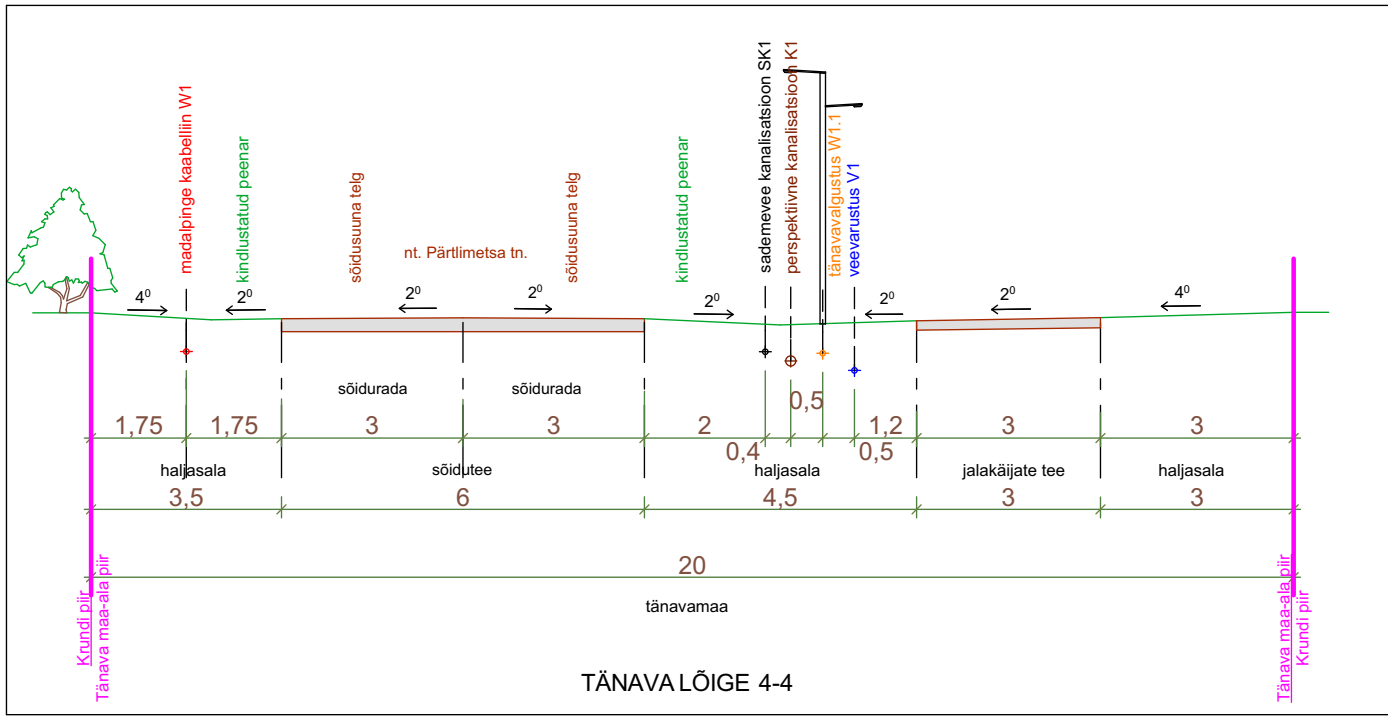 madalpinge kaabelliin W1
kindlustatud peenar
sõidusuuna telg
nt. Pärtlimetsa tn.
sõidusuuna telg
kindlustatud peenar
sademevee kanalisatsioon SK1
perspektiivne kanalisatsioon K1
tänavavalgustus W1.1
veevarustus V1
4⁰
2⁰
2⁰
2⁰
2⁰
2⁰
2⁰
4⁰
sõidurada
sõidurada
1,75
1,75
3
3
2
0,4
0,5
0,5
1,2
3
3
haljasala
sõidutee
haljasala
jalakäijate tee
haljasala
3,5
6
4,5
3
3
20
tänavamaa
Krundi piir
Tänava maa-ala piir
Tänava maa-ala piir
Krundi piir
TÄNAVA LÕIGE 4-4